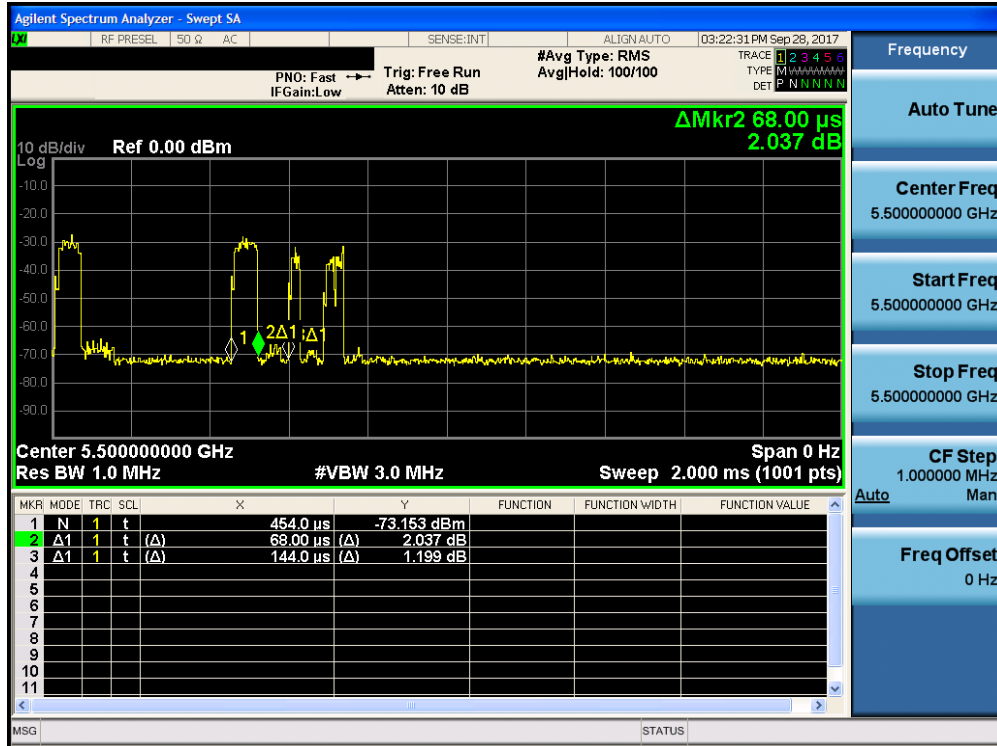 Agilent Spectrum Analyzer - Swept SA
LXI RF PRESEL 50 Ω AC SENSE:INT ALIGN AUTO 03:22:31 PM Sep 28, 2017
Frequency
#Avg Type: RMS TRACE 1 2 3 4 5 6
PNO: Fast Trig: Free Run Avg|Hold: 100/100 TYPE M
IFGain:Low Atten: 10 dB DET P N N N N N
Auto Tune
ΔMkr2 68.00 µs
10 dB/div Ref 0.00 dBm 2.037 dB
Log
-10.0
-20.0
-30.0
-40.0
-50.0
-60.0
-70.0
-80.0
-90.0
1 2Δ1 3Δ1
Center 5.500000000 GHz Span 0 Hz
Res BW 1.0 MHz #VBW 3.0 MHz Sweep 2.000 ms (1001 pts)
Center Freq
5.500000000 GHz
Start Freq
5.500000000 GHz
Stop Freq
5.500000000 GHz
CF Step
1.000000 MHz
Auto Man
Freq Offset
0 Hz
MKR MODE TRC SCL X Y FUNCTION FUNCTION WIDTH FUNCTION VALUE
1 N 1 t 454.0 µs -73.153 dBm
2 Δ1 1 t (Δ) 68.00 µs (Δ) 2.037 dB
3 Δ1 1 t (Δ) 144.0 µs (Δ) 1.199 dB
4
5
6
7
8
9
10
11
MSG STATUS